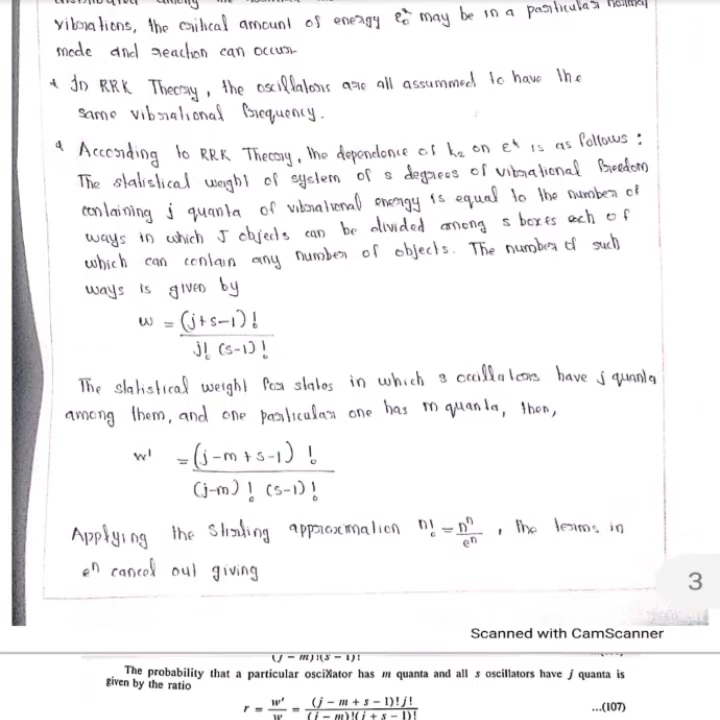 vibrations, the critical amount of energy e₀* may be in a particular normal
mode and reaction can occur
* In RRK Theory, the oscillators are all assummed to have the
same vibrational frequency.
* According to RRK Theory, the dependence of k₂ on e* is as follows :
The statistical weight of system of s degrees of vibrational freedom
containing j quanta of vibrational energy is equal to the number of
ways in which J objects can be divided among s boxes each of
which can contain any number of objects. The number of such
ways is given by
w = (j+s-1)!
j! (s-1)!
The statistical weight for states in which s occillators have j quanta
among them, and one particular one has m quanta, then,
w' = (j-m+s-1)!
(j-m)! (s-1)!
Applying the Stirling approximation n! = nⁿ/eⁿ , the terms in
eⁿ cancel out giving
3
Scanned with CamScanner
(j - m)!(s - 1)!
The probability that a particular oscillator has m quanta and all s oscillators have j quanta is
given by the ratio
r = w'/w = (j - m + s - 1)! j! ...(107)
(j - m)!(j + s - 1)!